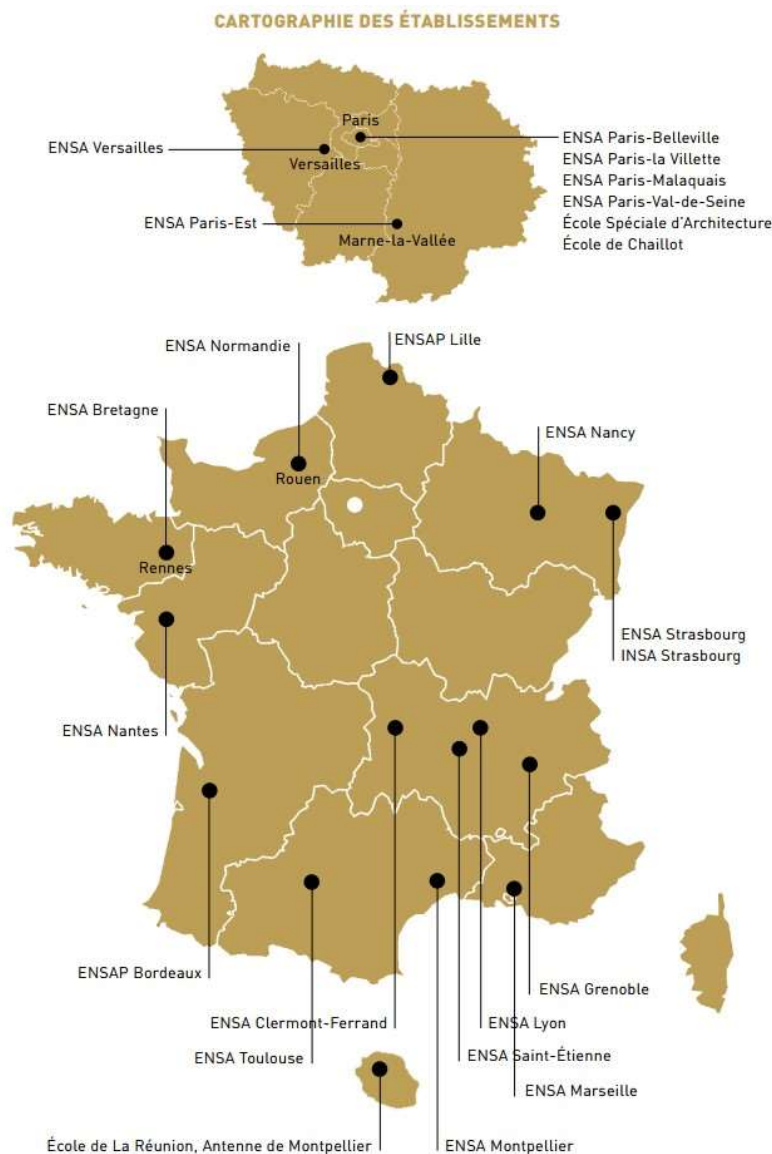 CARTOGRAPHIE DES ÉTABLISSEMENTS
Paris
ENSA Versailles
Versailles
ENSA Paris-Belleville
ENSA Paris-la Villette
ENSA Paris-Malaquais
ENSA Paris-Val-de-Seine
École Spéciale d'Architecture
École de Chaillot
ENSA Paris-Est
Marne-la-Vallée
ENSAP Lille
ENSA Normandie
ENSA Bretagne
ENSA Nancy
Rouen
Rennes
ENSA Strasbourg
INSA Strasbourg
ENSA Nantes
ENSAP Bordeaux
ENSA Grenoble
ENSA Clermont-Ferrand
ENSA Lyon
ENSA Toulouse
ENSA Saint-Étienne
ENSA Marseille
École de La Réunion, Antenne de Montpellier
ENSA Montpellier